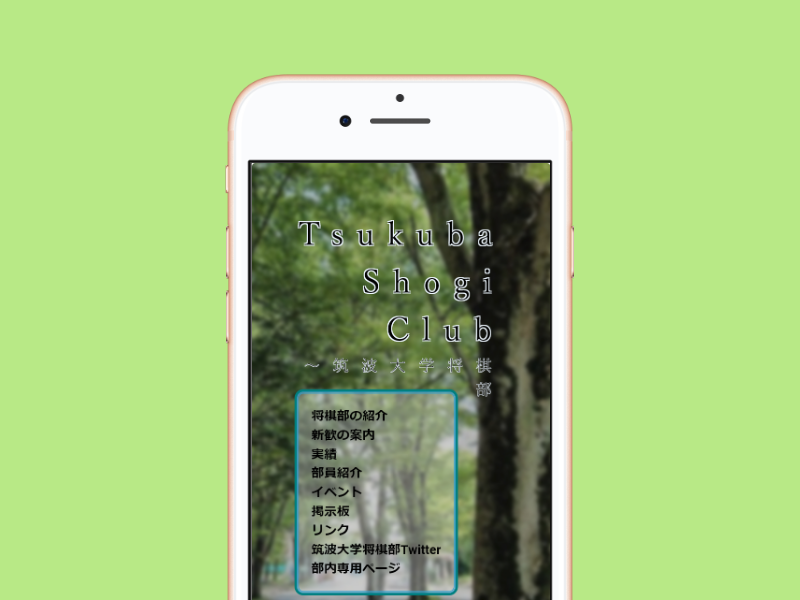 Tsukuba
Shogi
Club
～筑波大学将棋
部
将棋部の紹介
新歓の案内
実績
部員紹介
イベント
掲示板
リンク
筑波大学将棋部Twitter
部内専用ページ